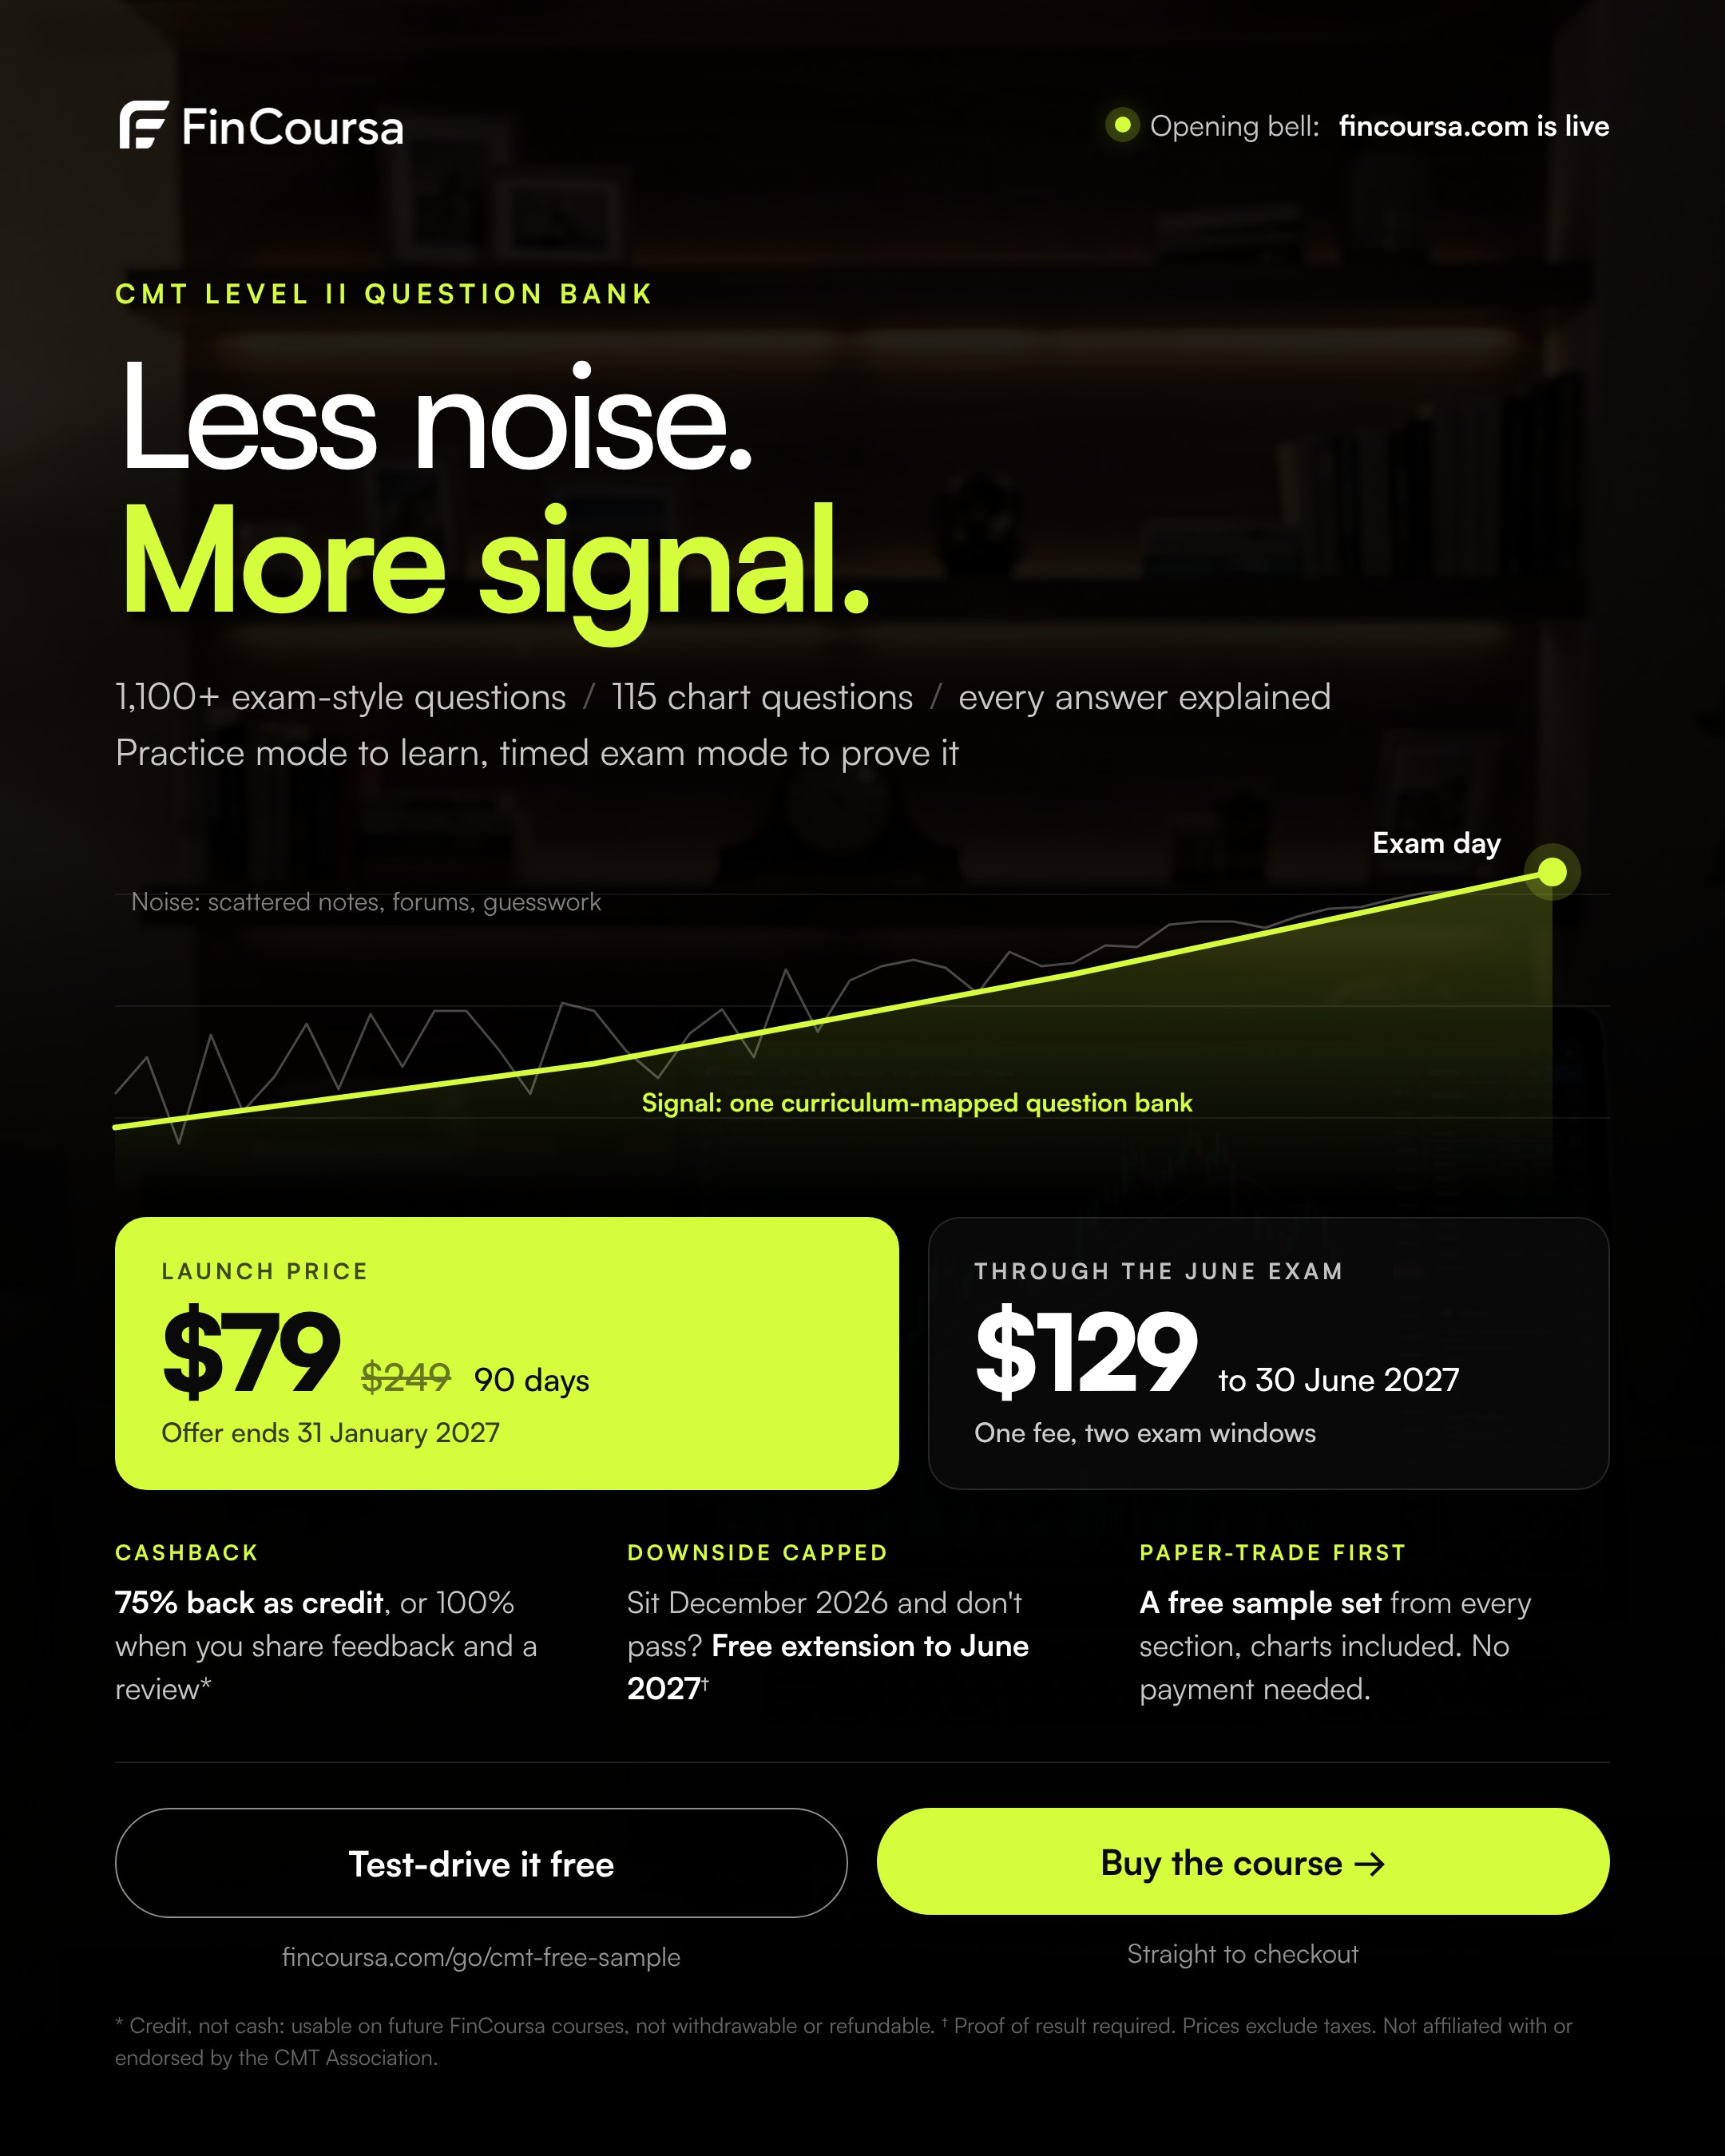 FinCoursa
Opening bell: fincoursa.com is live
CMT LEVEL II QUESTION BANK
Less noise.
More signal.
1,100+ exam-style questions / 115 chart questions / every answer explained
Practice mode to learn, timed exam mode to prove it
Exam day
Noise: scattered notes, forums, guesswork
Signal: one curriculum-mapped question bank
LAUNCH PRICE
$79 $249 90 days
Offer ends 31 January 2027
THROUGH THE JUNE EXAM
$129 to 30 June 2027
One fee, two exam windows
CASHBACK
75% back as credit, or 100%
when you share feedback and a
review*
DOWNSIDE CAPPED
Sit December 2026 and don't
pass? Free extension to June
2027†
PAPER-TRADE FIRST
A free sample set from every
section, charts included. No
payment needed.
Test-drive it free
fincoursa.com/go/cmt-free-sample
Buy the course →
Straight to checkout
* Credit, not cash: usable on future FinCoursa courses, not withdrawable or refundable. † Proof of result required. Prices exclude taxes. Not affiliated with or
endorsed by the CMT Association.